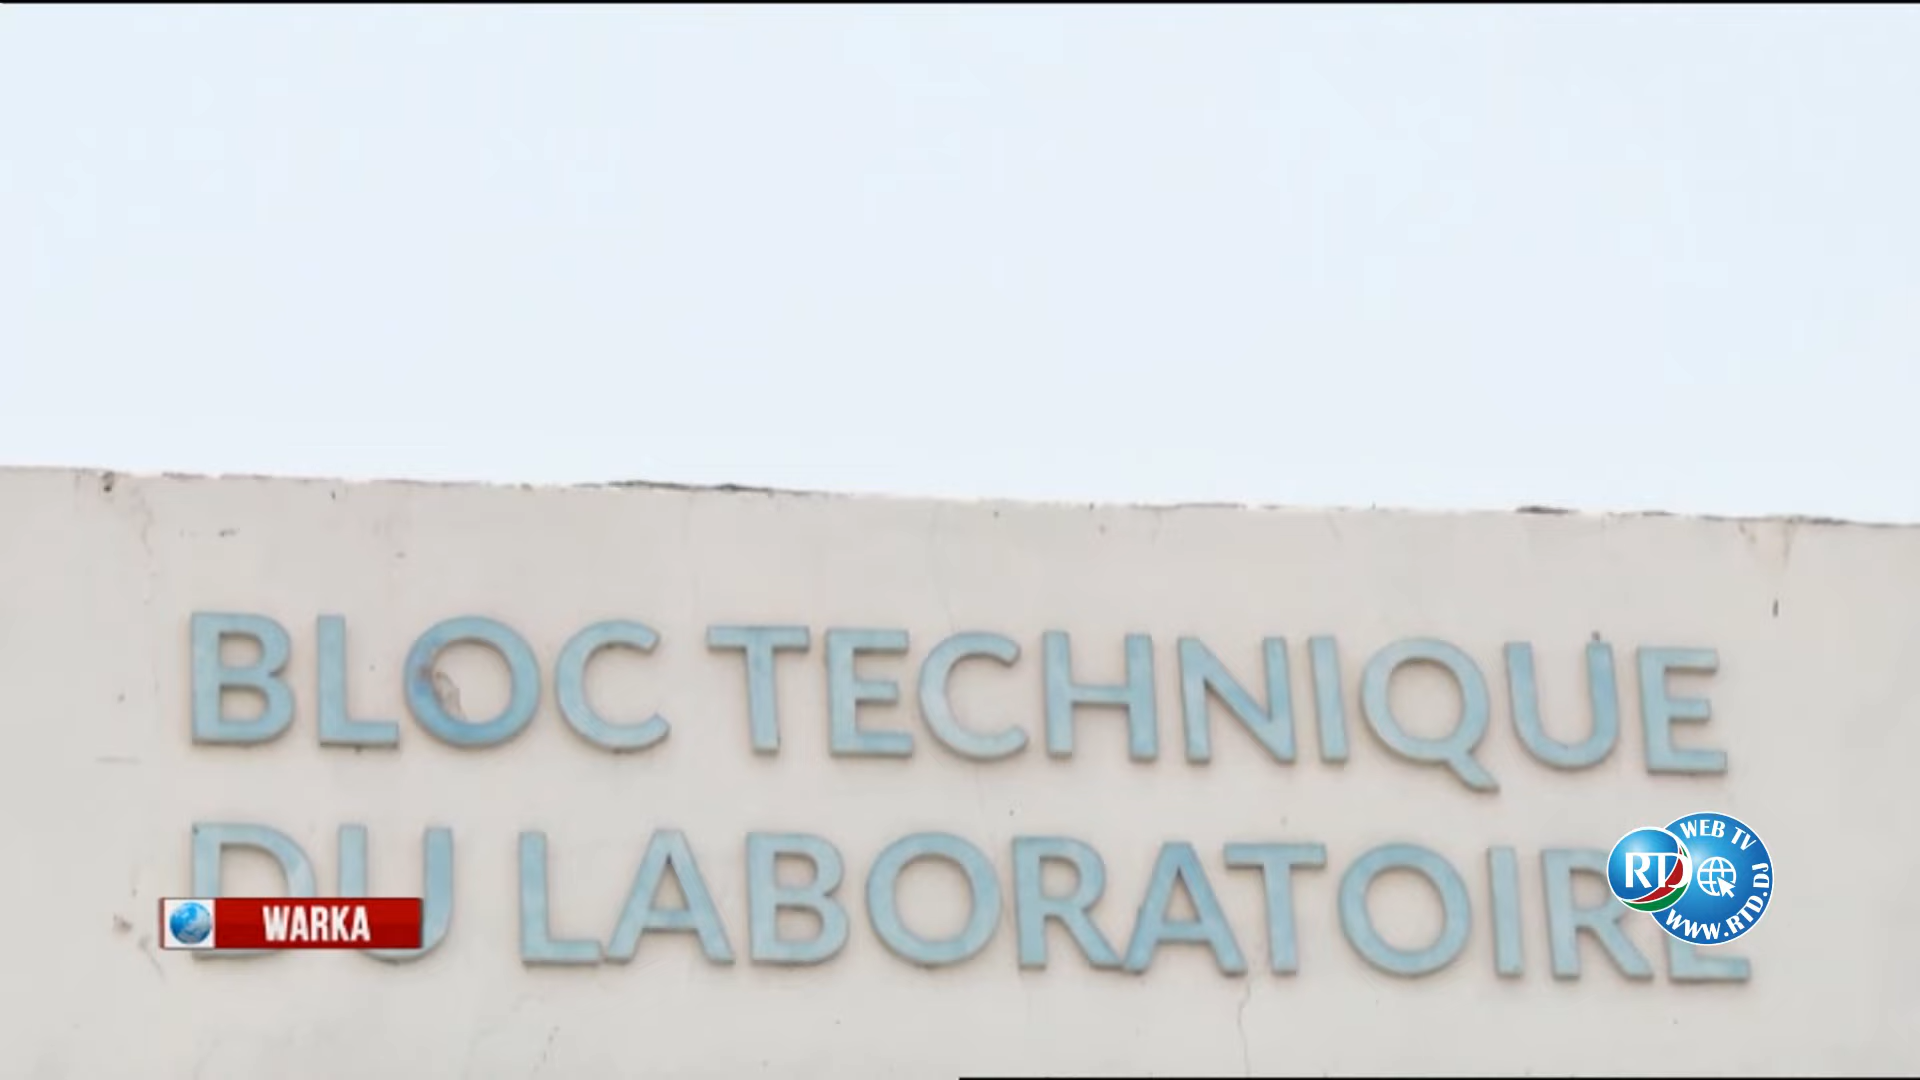 BLOC TECHNIQUE
DU LABORATOIRE
WARKA
WEB TV
RTD
WWW.RTD.DJ